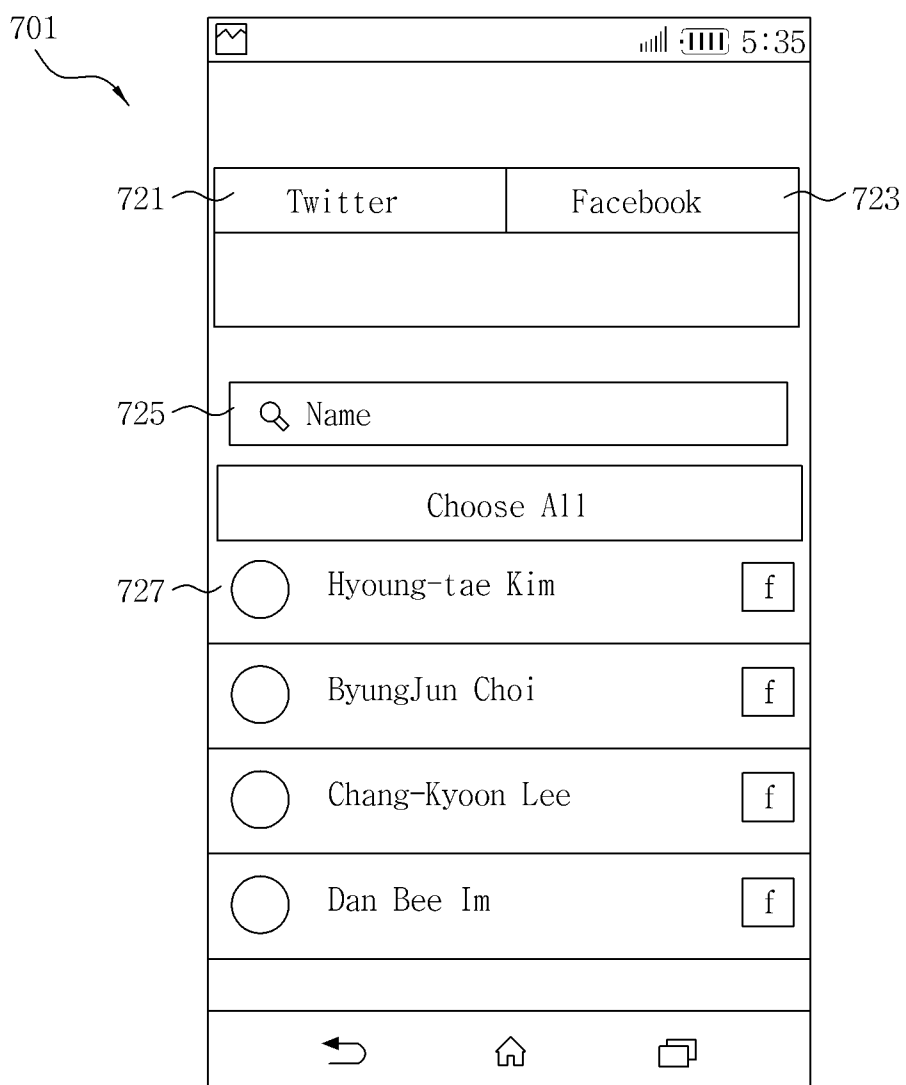 701
5:35
721 Twitter Facebook 723
725 Name
Choose All
727 Hyoung-tae Kim f
ByungJun Choi f
Chang-Kyoon Lee f
Dan Bee Im f